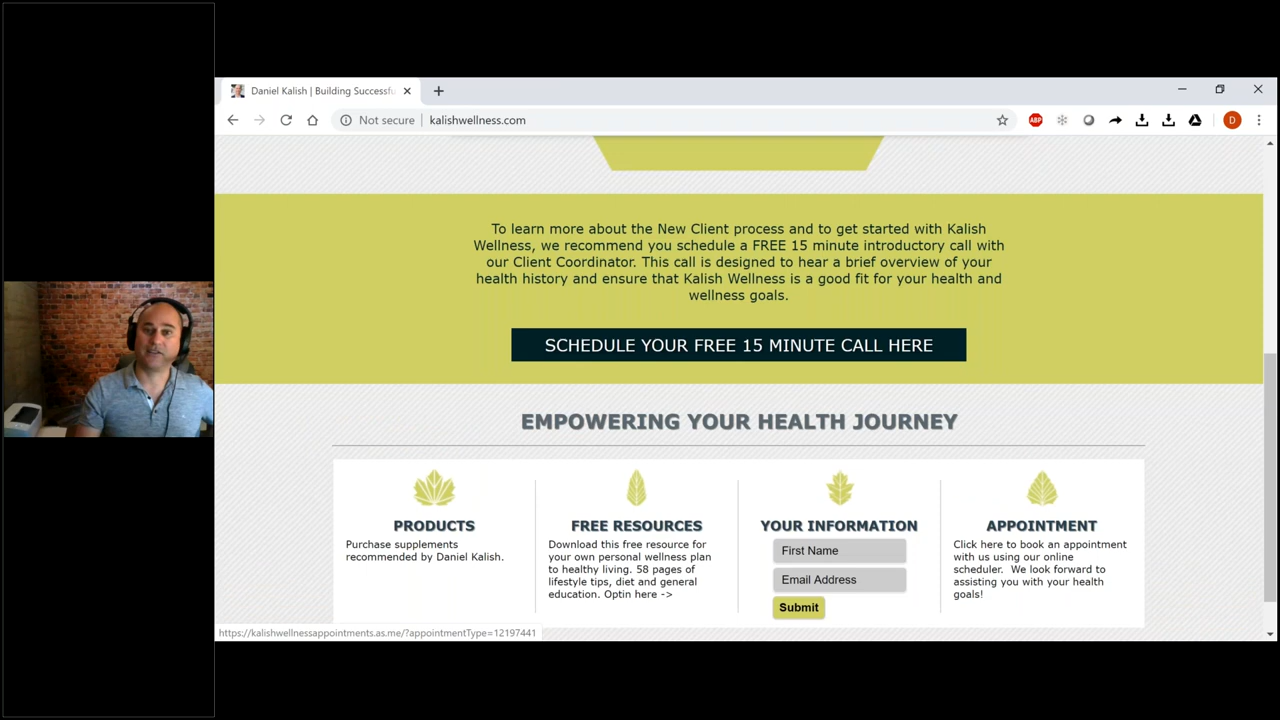 Daniel Kalish | Building Successfu
Not secure
kalishwellness.com
ABP
D
To learn more about the New Client process and to get started with Kalish
Wellness, we recommend you schedule a FREE 15 minute introductory call with
our Client Coordinator. This call is designed to hear a brief overview of your
health history and ensure that Kalish Wellness is a good fit for your health and
wellness goals.
SCHEDULE YOUR FREE 15 MINUTE CALL HERE
EMPOWERING YOUR HEALTH JOURNEY
PRODUCTS
Purchase supplements
recommended by Daniel Kalish.
FREE RESOURCES
Download this free resource for
your own personal wellness plan
to healthy living. 58 pages of
lifestyle tips, diet and general
education. Optin here ->
YOUR INFORMATION
First Name
Email Address
Submit
APPOINTMENT
Click here to book an appointment
with us using our online
scheduler.  We look forward to
assisting you with your health
goals!
https://kalishwellnessappointments.as.me/?appointmentType=12197441